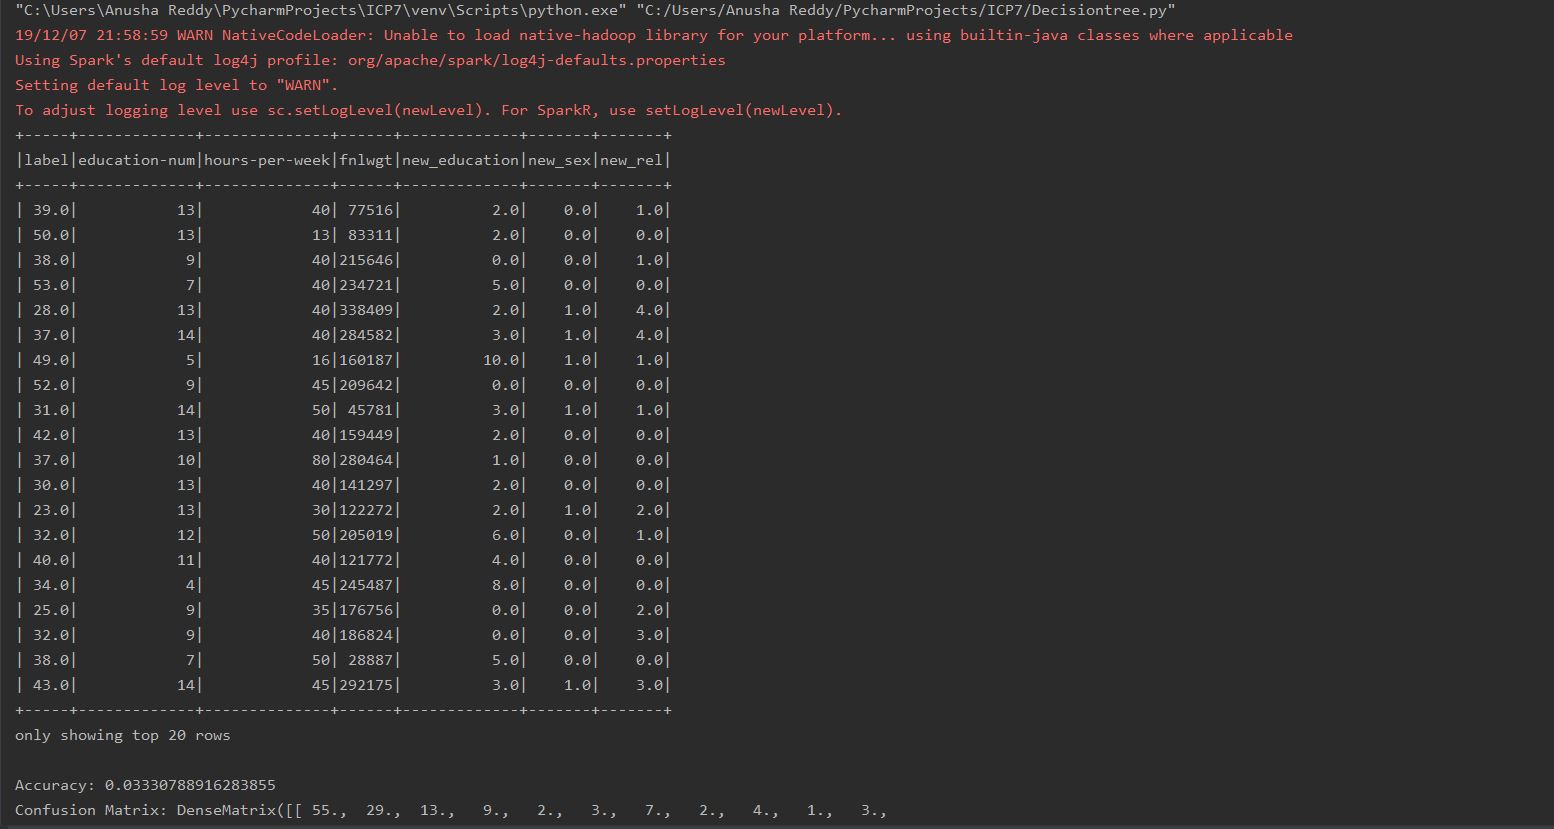 "C:\Users\Anusha Reddy\PycharmProjects\ICP7\venv\Scripts\python.exe" "C:/Users/Anusha Reddy/PycharmProjects/ICP7/Decisiontree.py"
19/12/07 21:58:59 WARN NativeCodeLoader: Unable to load native-hadoop library for your platform... using builtin-java classes where applicable
Using Spark's default log4j profile: org/apache/spark/log4j-defaults.properties
Setting default log level to "WARN".
To adjust logging level use sc.setLogLevel(newLevel). For SparkR, use setLogLevel(newLevel).
+-----+-------------+--------------+------+-------------+-------+-------+
|label|education-num|hours-per-week|fnlwgt|new_education|new_sex|new_rel|
+-----+-------------+--------------+------+-------------+-------+-------+
| 39.0|           13|            40| 77516|          2.0|    0.0|    1.0|
| 50.0|           13|            13| 83311|          2.0|    0.0|    0.0|
| 38.0|            9|            40|215646|          0.0|    0.0|    1.0|
| 53.0|            7|            40|234721|          5.0|    0.0|    0.0|
| 28.0|           13|            40|338409|          2.0|    1.0|    4.0|
| 37.0|           14|            40|284582|          3.0|    1.0|    4.0|
| 49.0|            5|            16|160187|         10.0|    1.0|    1.0|
| 52.0|            9|            45|209642|          0.0|    0.0|    0.0|
| 31.0|           14|            50| 45781|          3.0|    1.0|    1.0|
| 42.0|           13|            40|159449|          2.0|    0.0|    0.0|
| 37.0|           10|            80|280464|          1.0|    0.0|    0.0|
| 30.0|           13|            40|141297|          2.0|    0.0|    0.0|
| 23.0|           13|            30|122272|          2.0|    1.0|    2.0|
| 32.0|           12|            50|205019|          6.0|    0.0|    1.0|
| 40.0|           11|            40|121772|          4.0|    0.0|    0.0|
| 34.0|            4|            45|245487|          8.0|    0.0|    0.0|
| 25.0|            9|            35|176756|          0.0|    0.0|    2.0|
| 32.0|            9|            40|186824|          0.0|    0.0|    3.0|
| 38.0|            7|            50| 28887|          5.0|    0.0|    0.0|
| 43.0|           14|            45|292175|          3.0|    1.0|    3.0|
+-----+-------------+--------------+------+-------------+-------+-------+
only showing top 20 rows
Accuracy: 0.03330788916283855
Confusion Matrix: DenseMatrix([[ 55.,  29.,  13.,   9.,   2.,   3.,   7.,   2.,   4.,   1.,   3.,